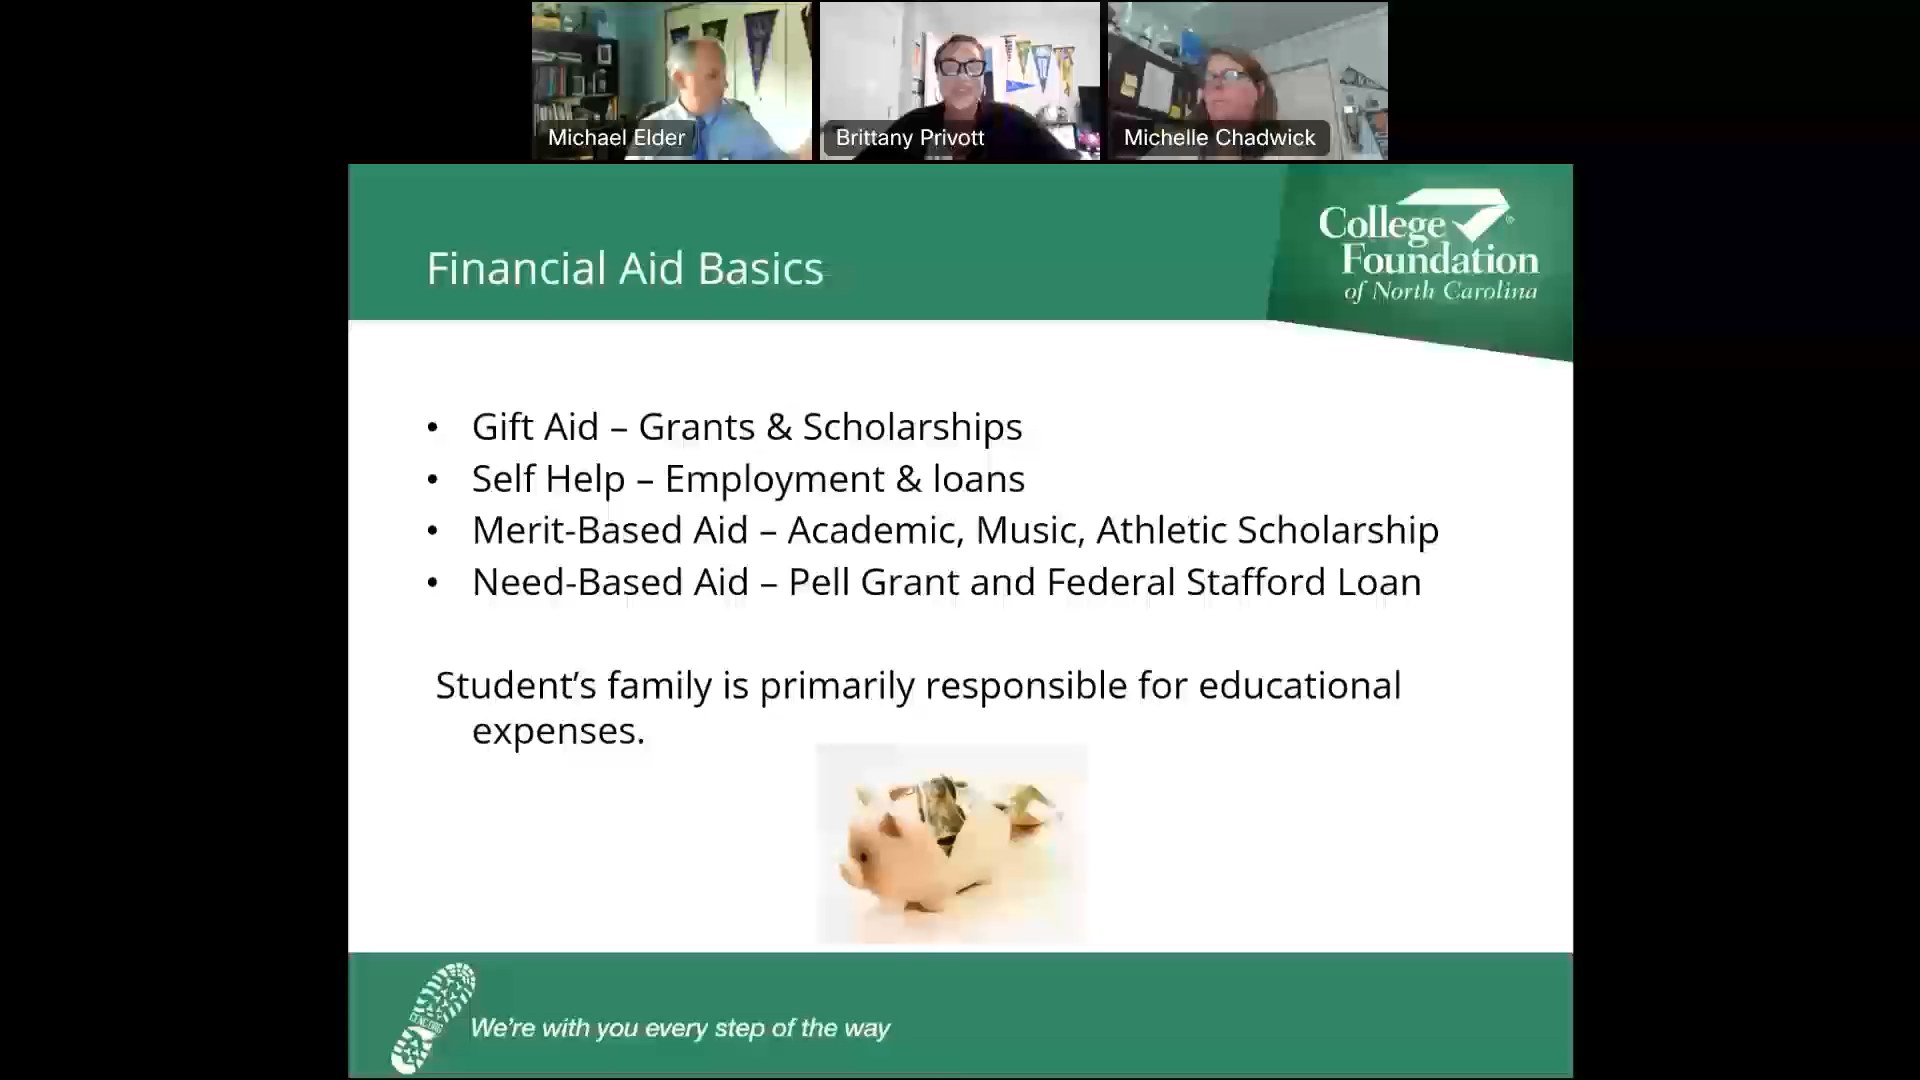 Michael Elder
Brittany Privott
Michelle Chadwick
Financial Aid Basics
College
Foundation
of North Carolina
• Gift Aid – Grants & Scholarships
• Self Help – Employment & loans
• Merit-Based Aid – Academic, Music, Athletic Scholarship
• Need-Based Aid – Pell Grant and Federal Stafford Loan
Student’s family is primarily responsible for educational
expenses.
CFNC.ORG
We're with you every step of the way